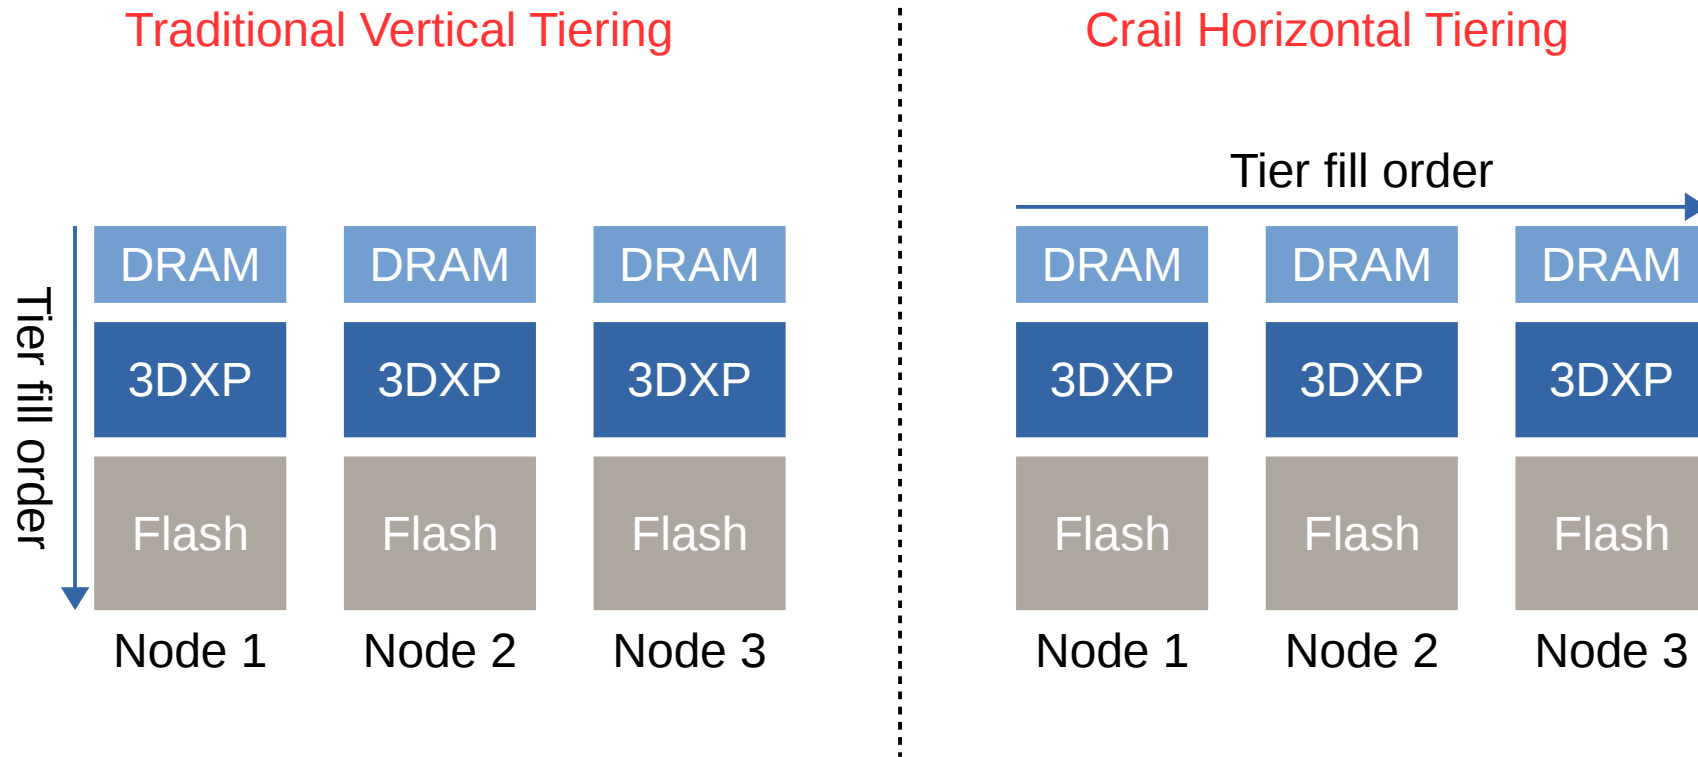 Traditional Vertical Tiering
Tier fill order
DRAM DRAM DRAM
3DXP 3DXP 3DXP
Flash Flash Flash
Node 1 Node 2 Node 3
Crail Horizontal Tiering
Tier fill order
DRAM DRAM DRAM
3DXP 3DXP 3DXP
Flash Flash Flash
Node 1 Node 2 Node 3